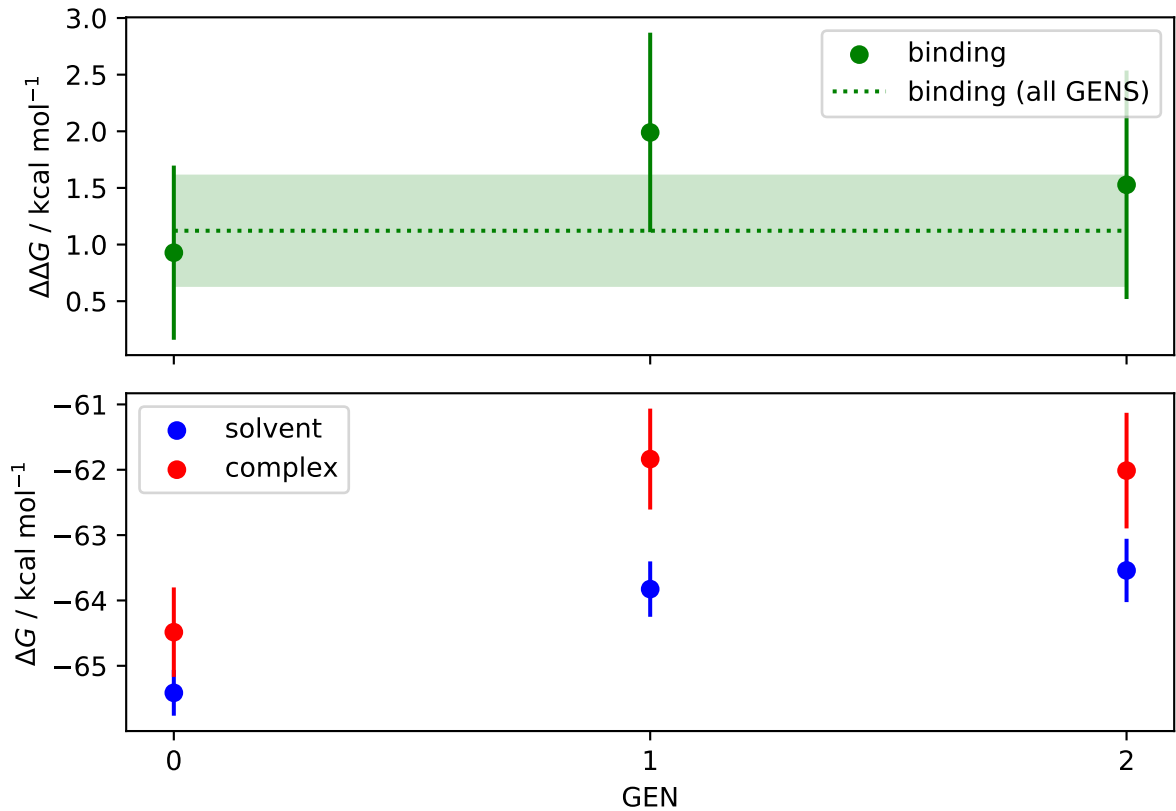 3.0
2.5
2.0
1.5
1.0
0.5
ΔΔG / kcal mol⁻¹
binding
binding (all GENS)
−61
−62
−63
−64
−65
ΔG / kcal mol⁻¹
solvent
complex
0 1 2
GEN